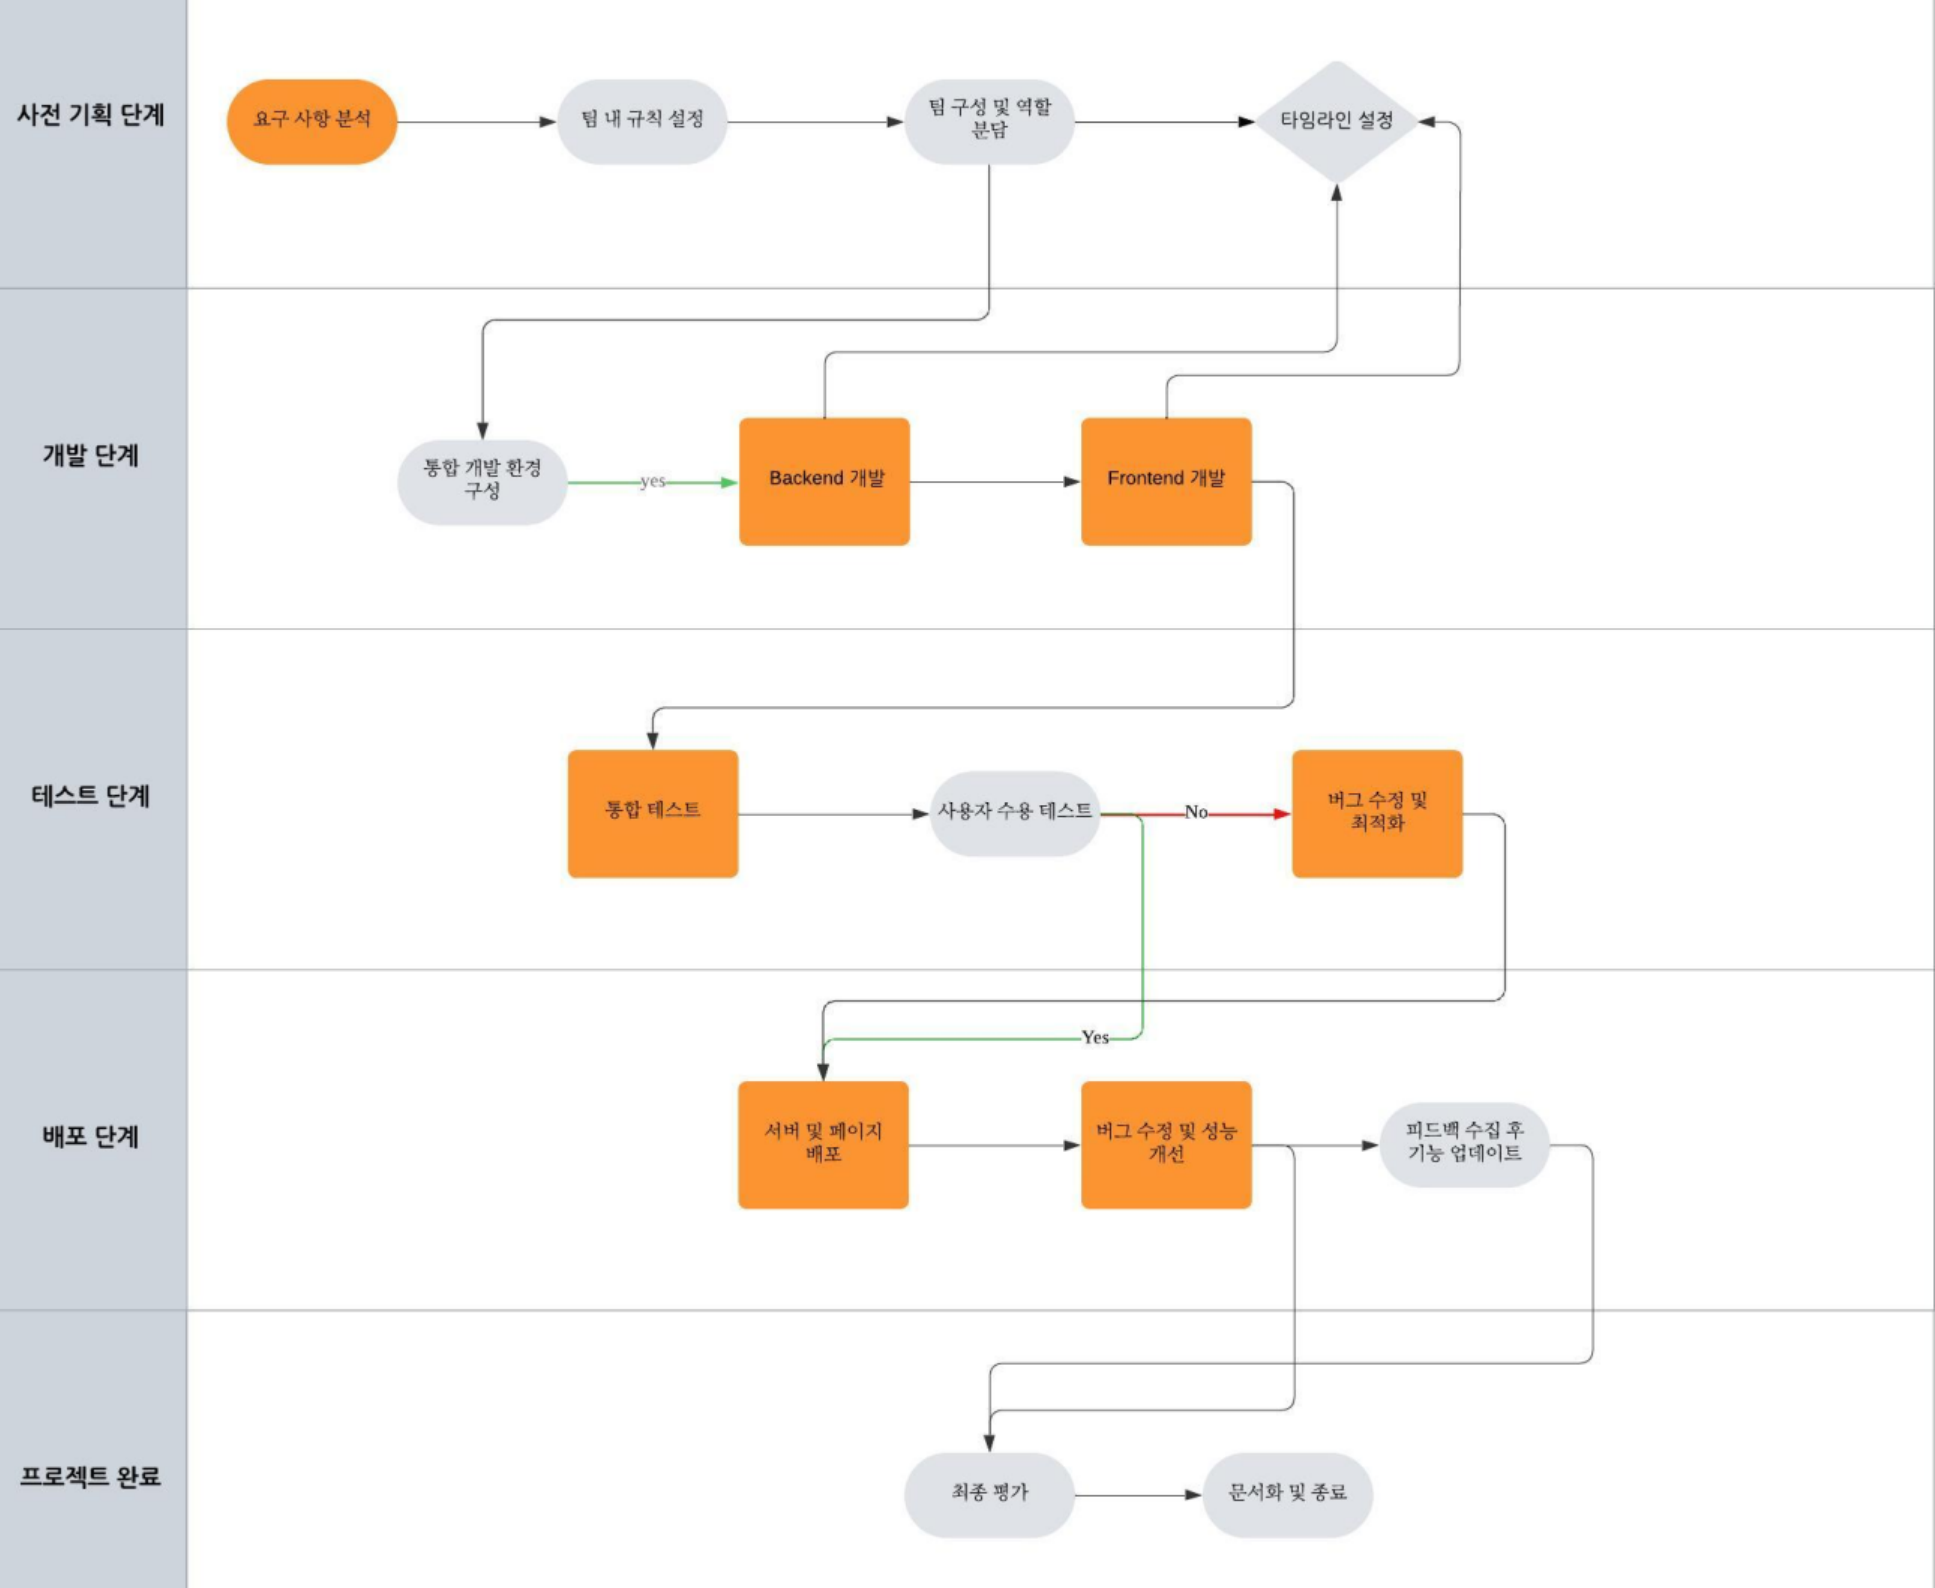 사전 기획 단계
요구 사항 분석
팀 내 규칙 설정
팀 구성 및 역할
분담
타임라인 설정
개발 단계
통합 개발 환경
구성
yes
Backend 개발
Frontend 개발
테스트 단계
통합 테스트
사용자 수용 테스트
No
버그 수정 및
최적화
Yes
배포 단계
서버 및 페이지
배포
버그 수정 및 성능
개선
피드백 수집 후
기능 업데이트
프로젝트 완료
최종 평가
문서화 및 종료